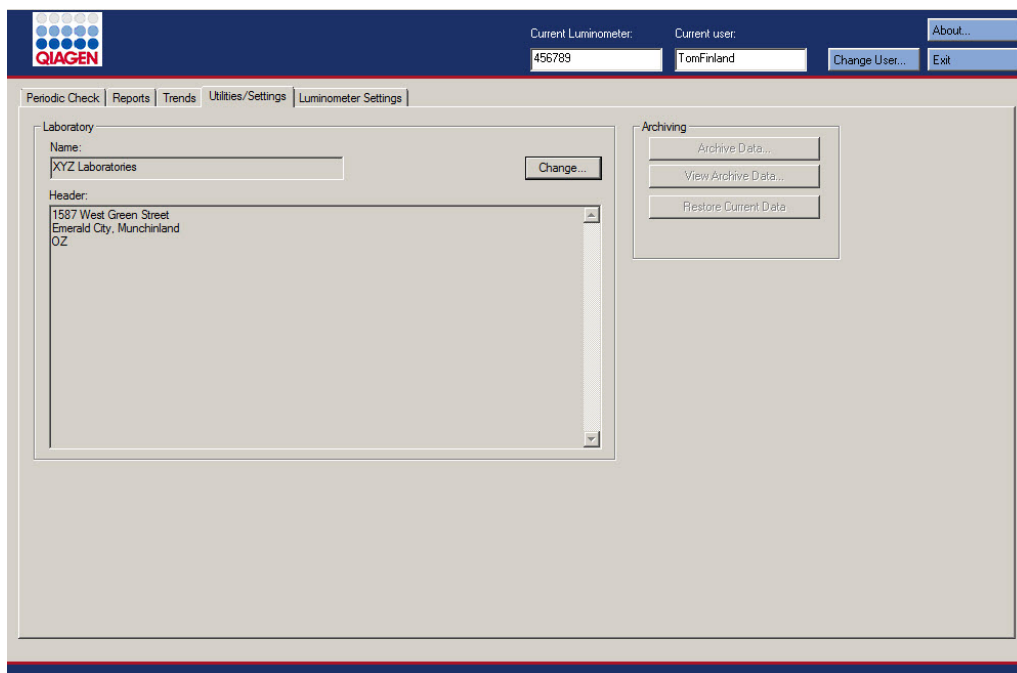 QIAGEN
Current Luminometer:
Current user:
About...
456789
TomFinland
Change User...
Exit
Periodic Check
Reports
Trends
Utilities/Settings
Luminometer Settings
Laboratory
Name:
XYZ Laboratories
Change...
Header:
1587 West Green Street
Emerald City, Munchinland
OZ
Archiving
Archive Data...
View Archive Data...
Restore Current Data